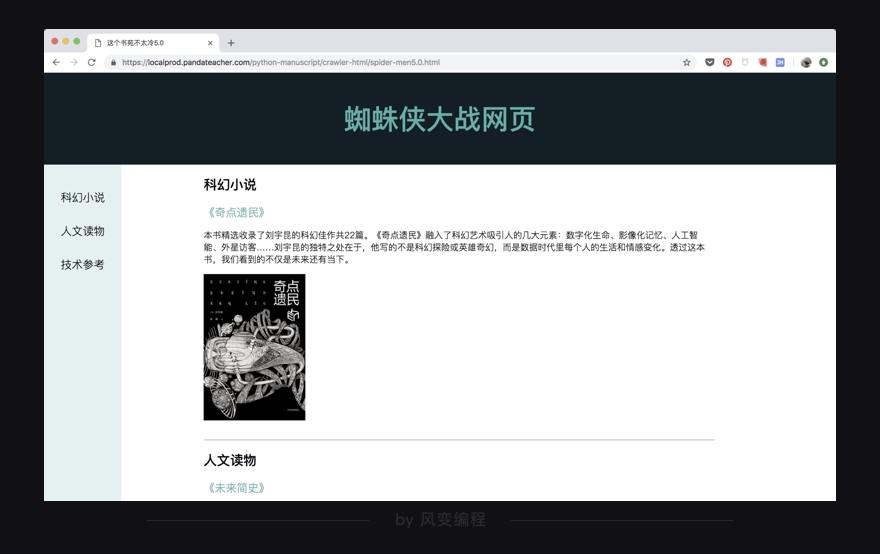 这个书苑不太冷5.0
https://localprod.pandateacher.com/python-manuscript/crawler-html/spider-men5.0.html
蜘蛛侠大战网页
科幻小说
人文读物
技术参考
科幻小说
《奇点遗民》
本书精选收录了刘宇昆的科幻佳作共22篇。《奇点遗民》融入了科幻艺术吸引人的几大元素：数字化生命、影像化记忆、人工智
能、外星访客……刘宇昆的独特之处在于，他写的不是科幻探险或英雄奇幻，而是数据时代里每个人的生活和情感变化。透过这本
书，我们看到的不仅是未来还有当下。
奇点
遗民
人文读物
《未来简史》
by 风变编程